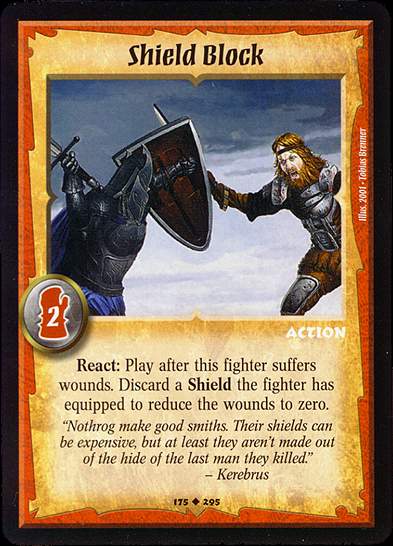 Shield Block
illus. 2001 • Tobias Brenner
2
ACTION
React: Play after this fighter suffers
wounds. Discard a Shield the fighter has
equipped to reduce the wounds to zero.
“Nothrog make good smiths. Their shields can
be expensive, but at least they aren’t made out
of the hide of the last man they killed.”
– Kerebrus
175 ◆ 295